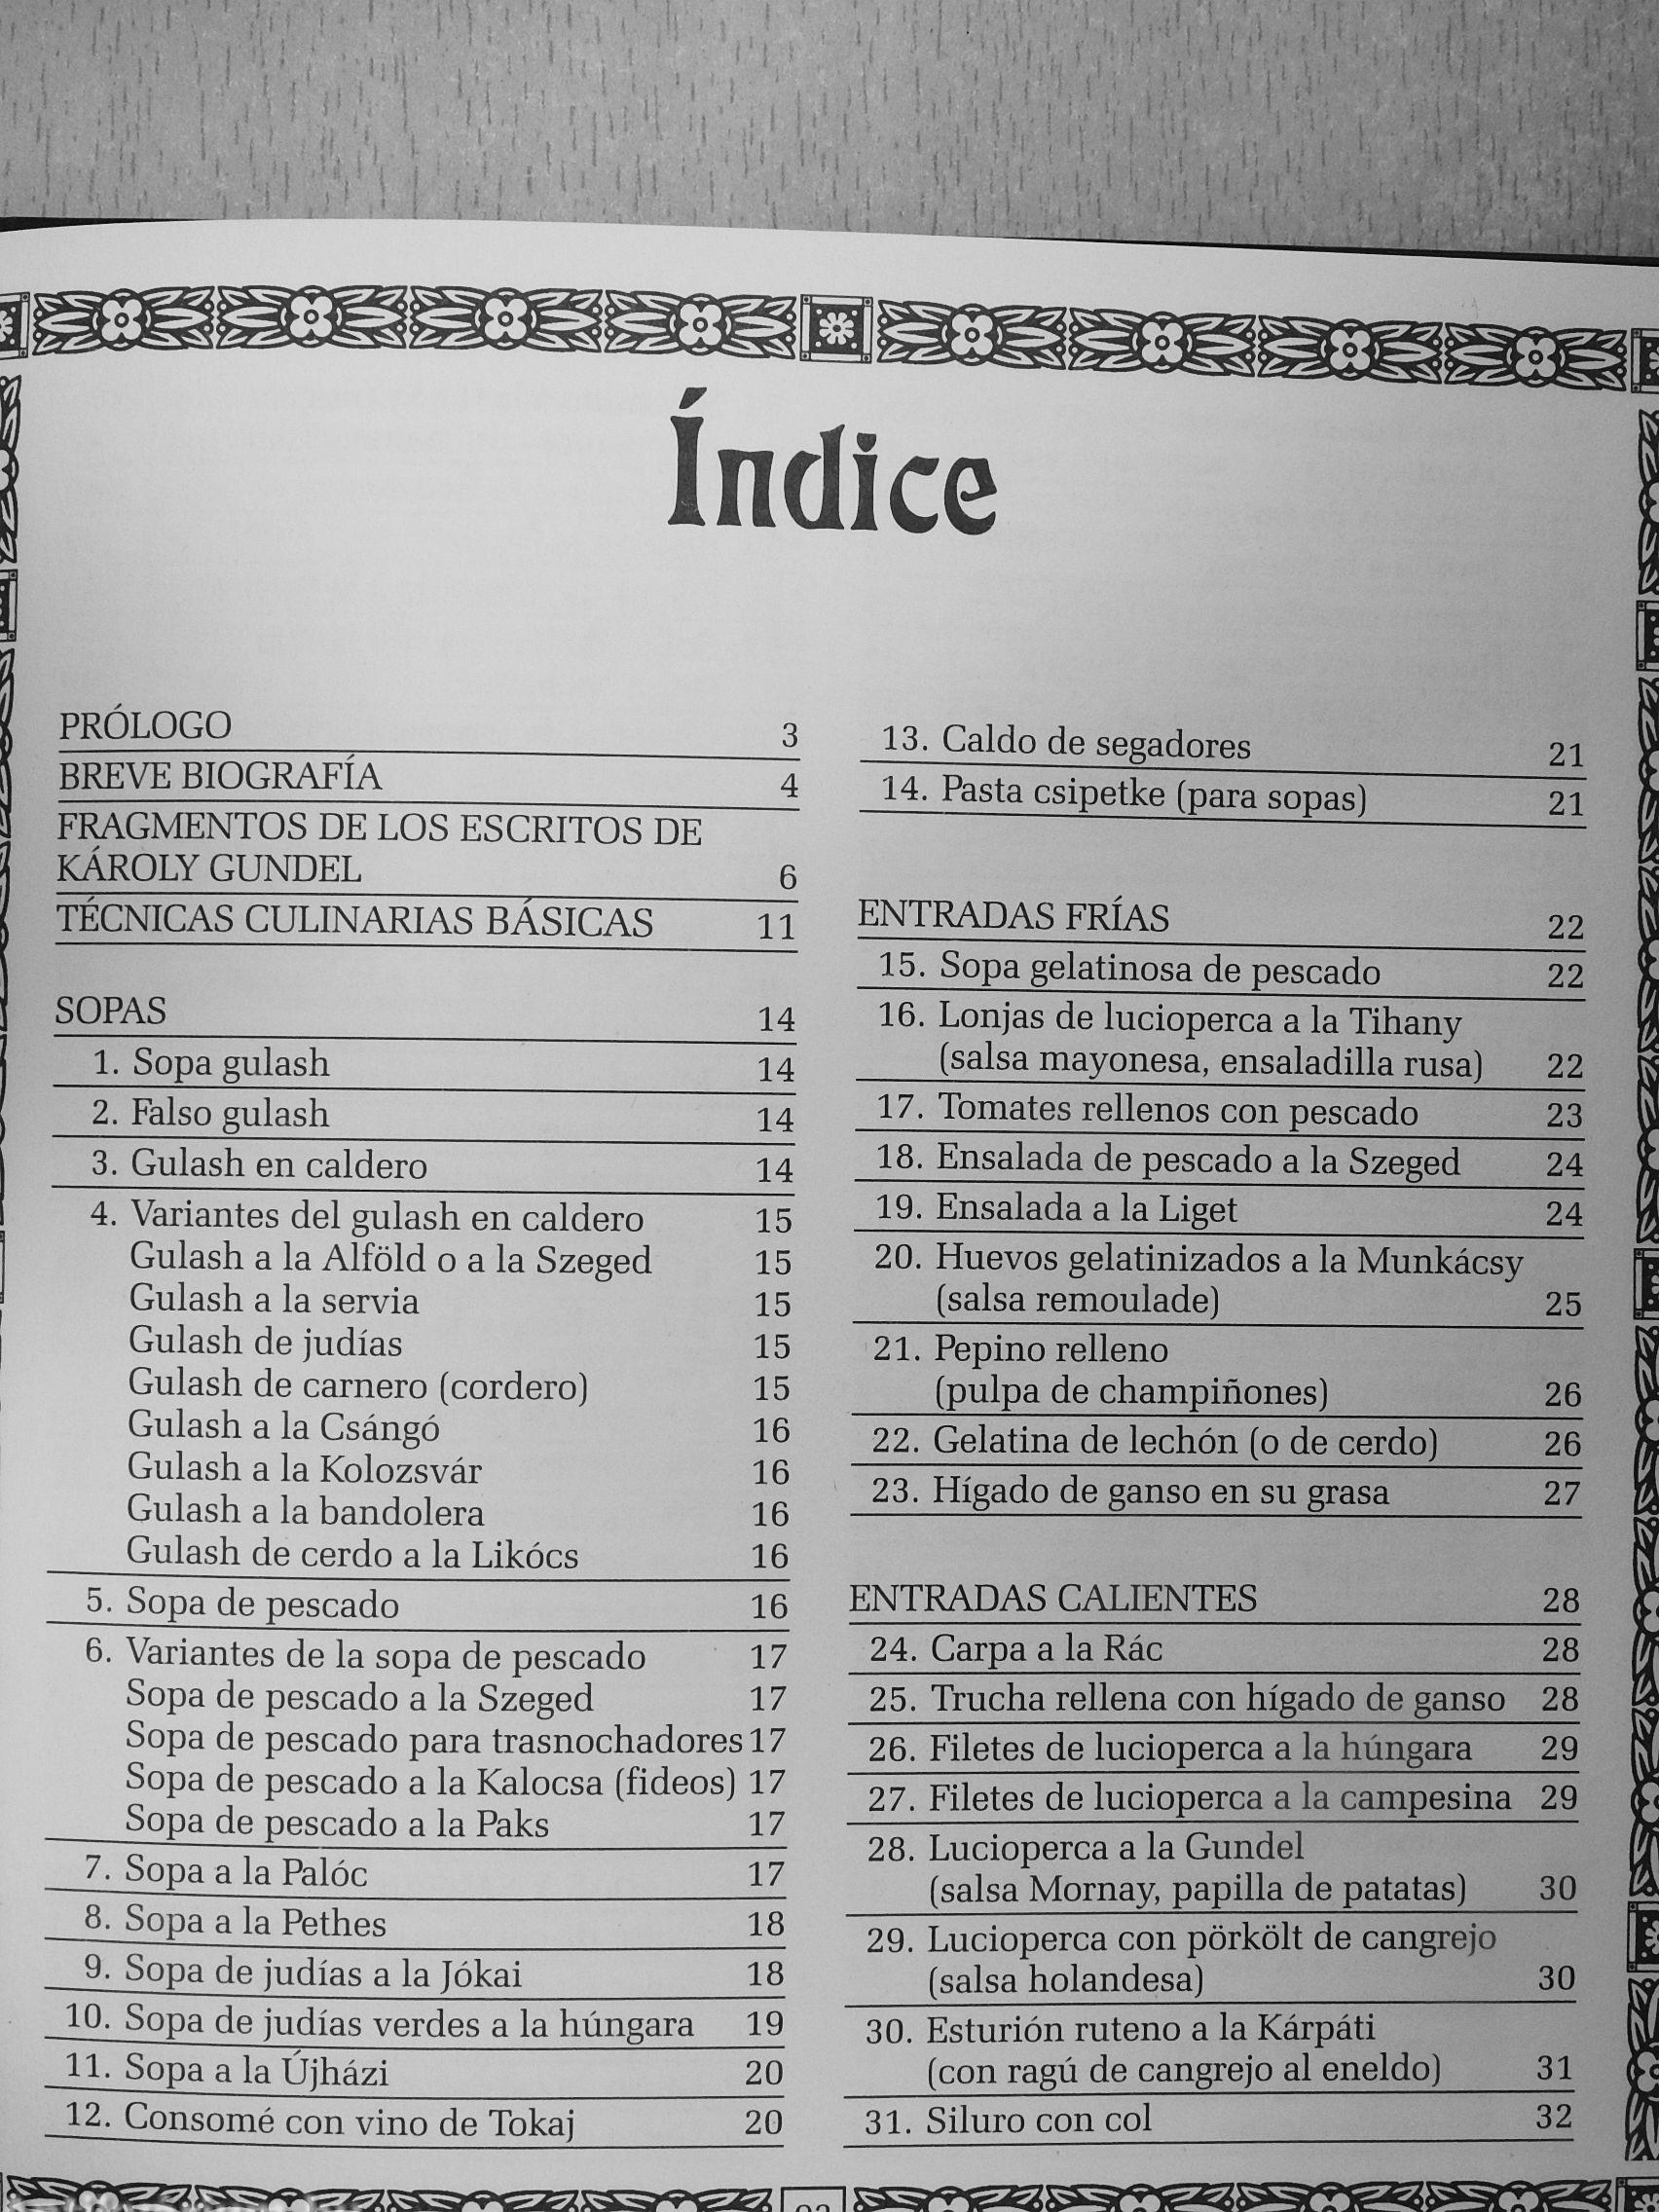 Índice
PRÓLOGO 3
BREVE BIOGRAFÍA 4
FRAGMENTOS DE LOS ESCRITOS DE
KÁROLY GUNDEL 6
TÉCNICAS CULINARIAS BÁSICAS 11
SOPAS 14
1. Sopa gulash 14
2. Falso gulash 14
3. Gulash en caldero 14
4. Variantes del gulash en caldero 15
Gulash a la Alföld o a la Szeged 15
Gulash a la servia 15
Gulash de judías 15
Gulash de carnero (cordero) 15
Gulash a la Csángó 16
Gulash a la Kolozsvár 16
Gulash a la bandolera 16
Gulash de cerdo a la Likócs 16
5. Sopa de pescado 16
6. Variantes de la sopa de pescado 17
Sopa de pescado a la Szeged 17
Sopa de pescado para trasnochadores 17
Sopa de pescado a la Kalocsa (fideos) 17
Sopa de pescado a la Paks 17
7. Sopa a la Palóc 17
8. Sopa a la Pethes 18
9. Sopa de judías a la Jókai 18
10. Sopa de judías verdes a la húngara 19
11. Sopa a la Újházi 20
12. Consomé con vino de Tokaj 20
13. Caldo de segadores 21
14. Pasta csipetke (para sopas) 21
ENTRADAS FRÍAS 22
15. Sopa gelatinosa de pescado 22
16. Lonjas de lucioperca a la Tihany
(salsa mayonesa, ensaladilla rusa) 22
17. Tomates rellenos con pescado 23
18. Ensalada de pescado a la Szeged 24
19. Ensalada a la Liget 24
20. Huevos gelatinizados a la Munkácsy
(salsa remoulade) 25
21. Pepino relleno
(pulpa de champiñones) 26
22. Gelatina de lechón (o de cerdo) 26
23. Hígado de ganso en su grasa 27
ENTRADAS CALIENTES 28
24. Carpa a la Rác 28
25. Trucha rellena con hígado de ganso 28
26. Filetes de lucioperca a la húngara 29
27. Filetes de lucioperca a la campesina 29
28. Lucioperca a la Gundel
(salsa Mornay, papilla de patatas) 30
29. Lucioperca con pörkölt de cangrejo
(salsa holandesa) 30
30. Esturión ruteno a la Kárpáti
(con ragú de cangrejo al eneldo) 31
31. Siluro con col 32